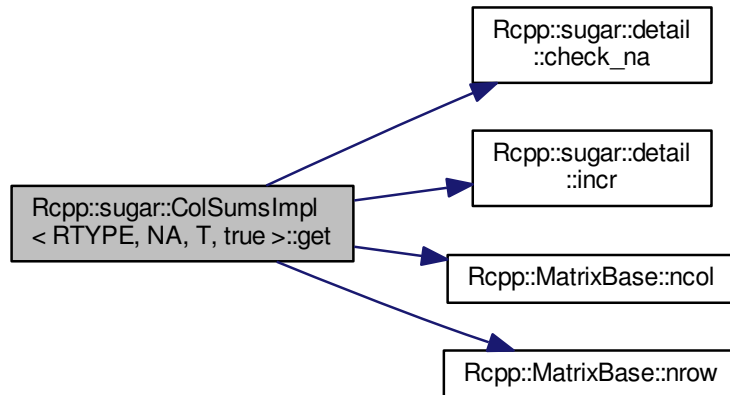 Rcpp::sugar::detail
::check_na
Rcpp::sugar::detail
::incr
Rcpp::sugar::ColSumsImpl
< RTYPE, NA, T, true >::get
Rcpp::MatrixBase::ncol
Rcpp::MatrixBase::nrow